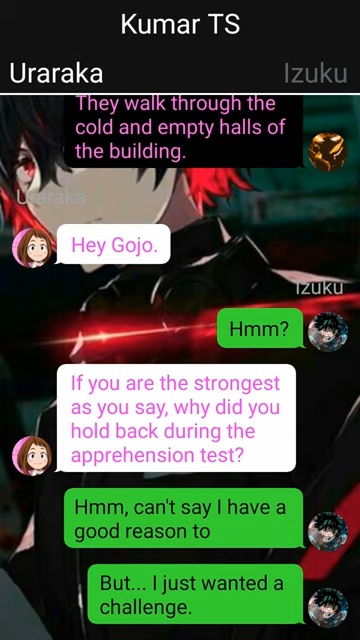 Kumar TS
Uraraka
Izuku
They walk through the
cold and empty halls of
the building.
Uraraka
Hey Gojo.
Izuku
Hmm?
If you are the strongest
as you say, why did you
hold back during the
apprehension test?
Hmm, can't say I have a
good reason to
But... I just wanted a
challenge.